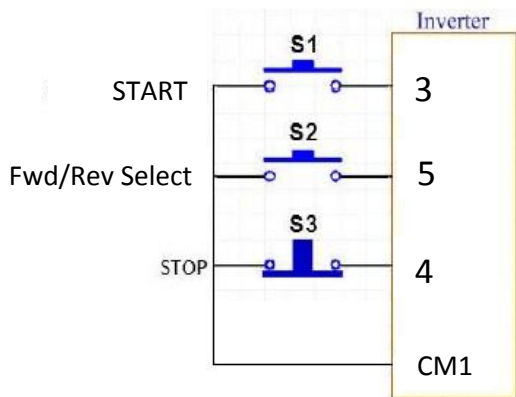 Inverter
S1
START
3
S2
Fwd/Rev Select
5
S3
STOP
4
CM1